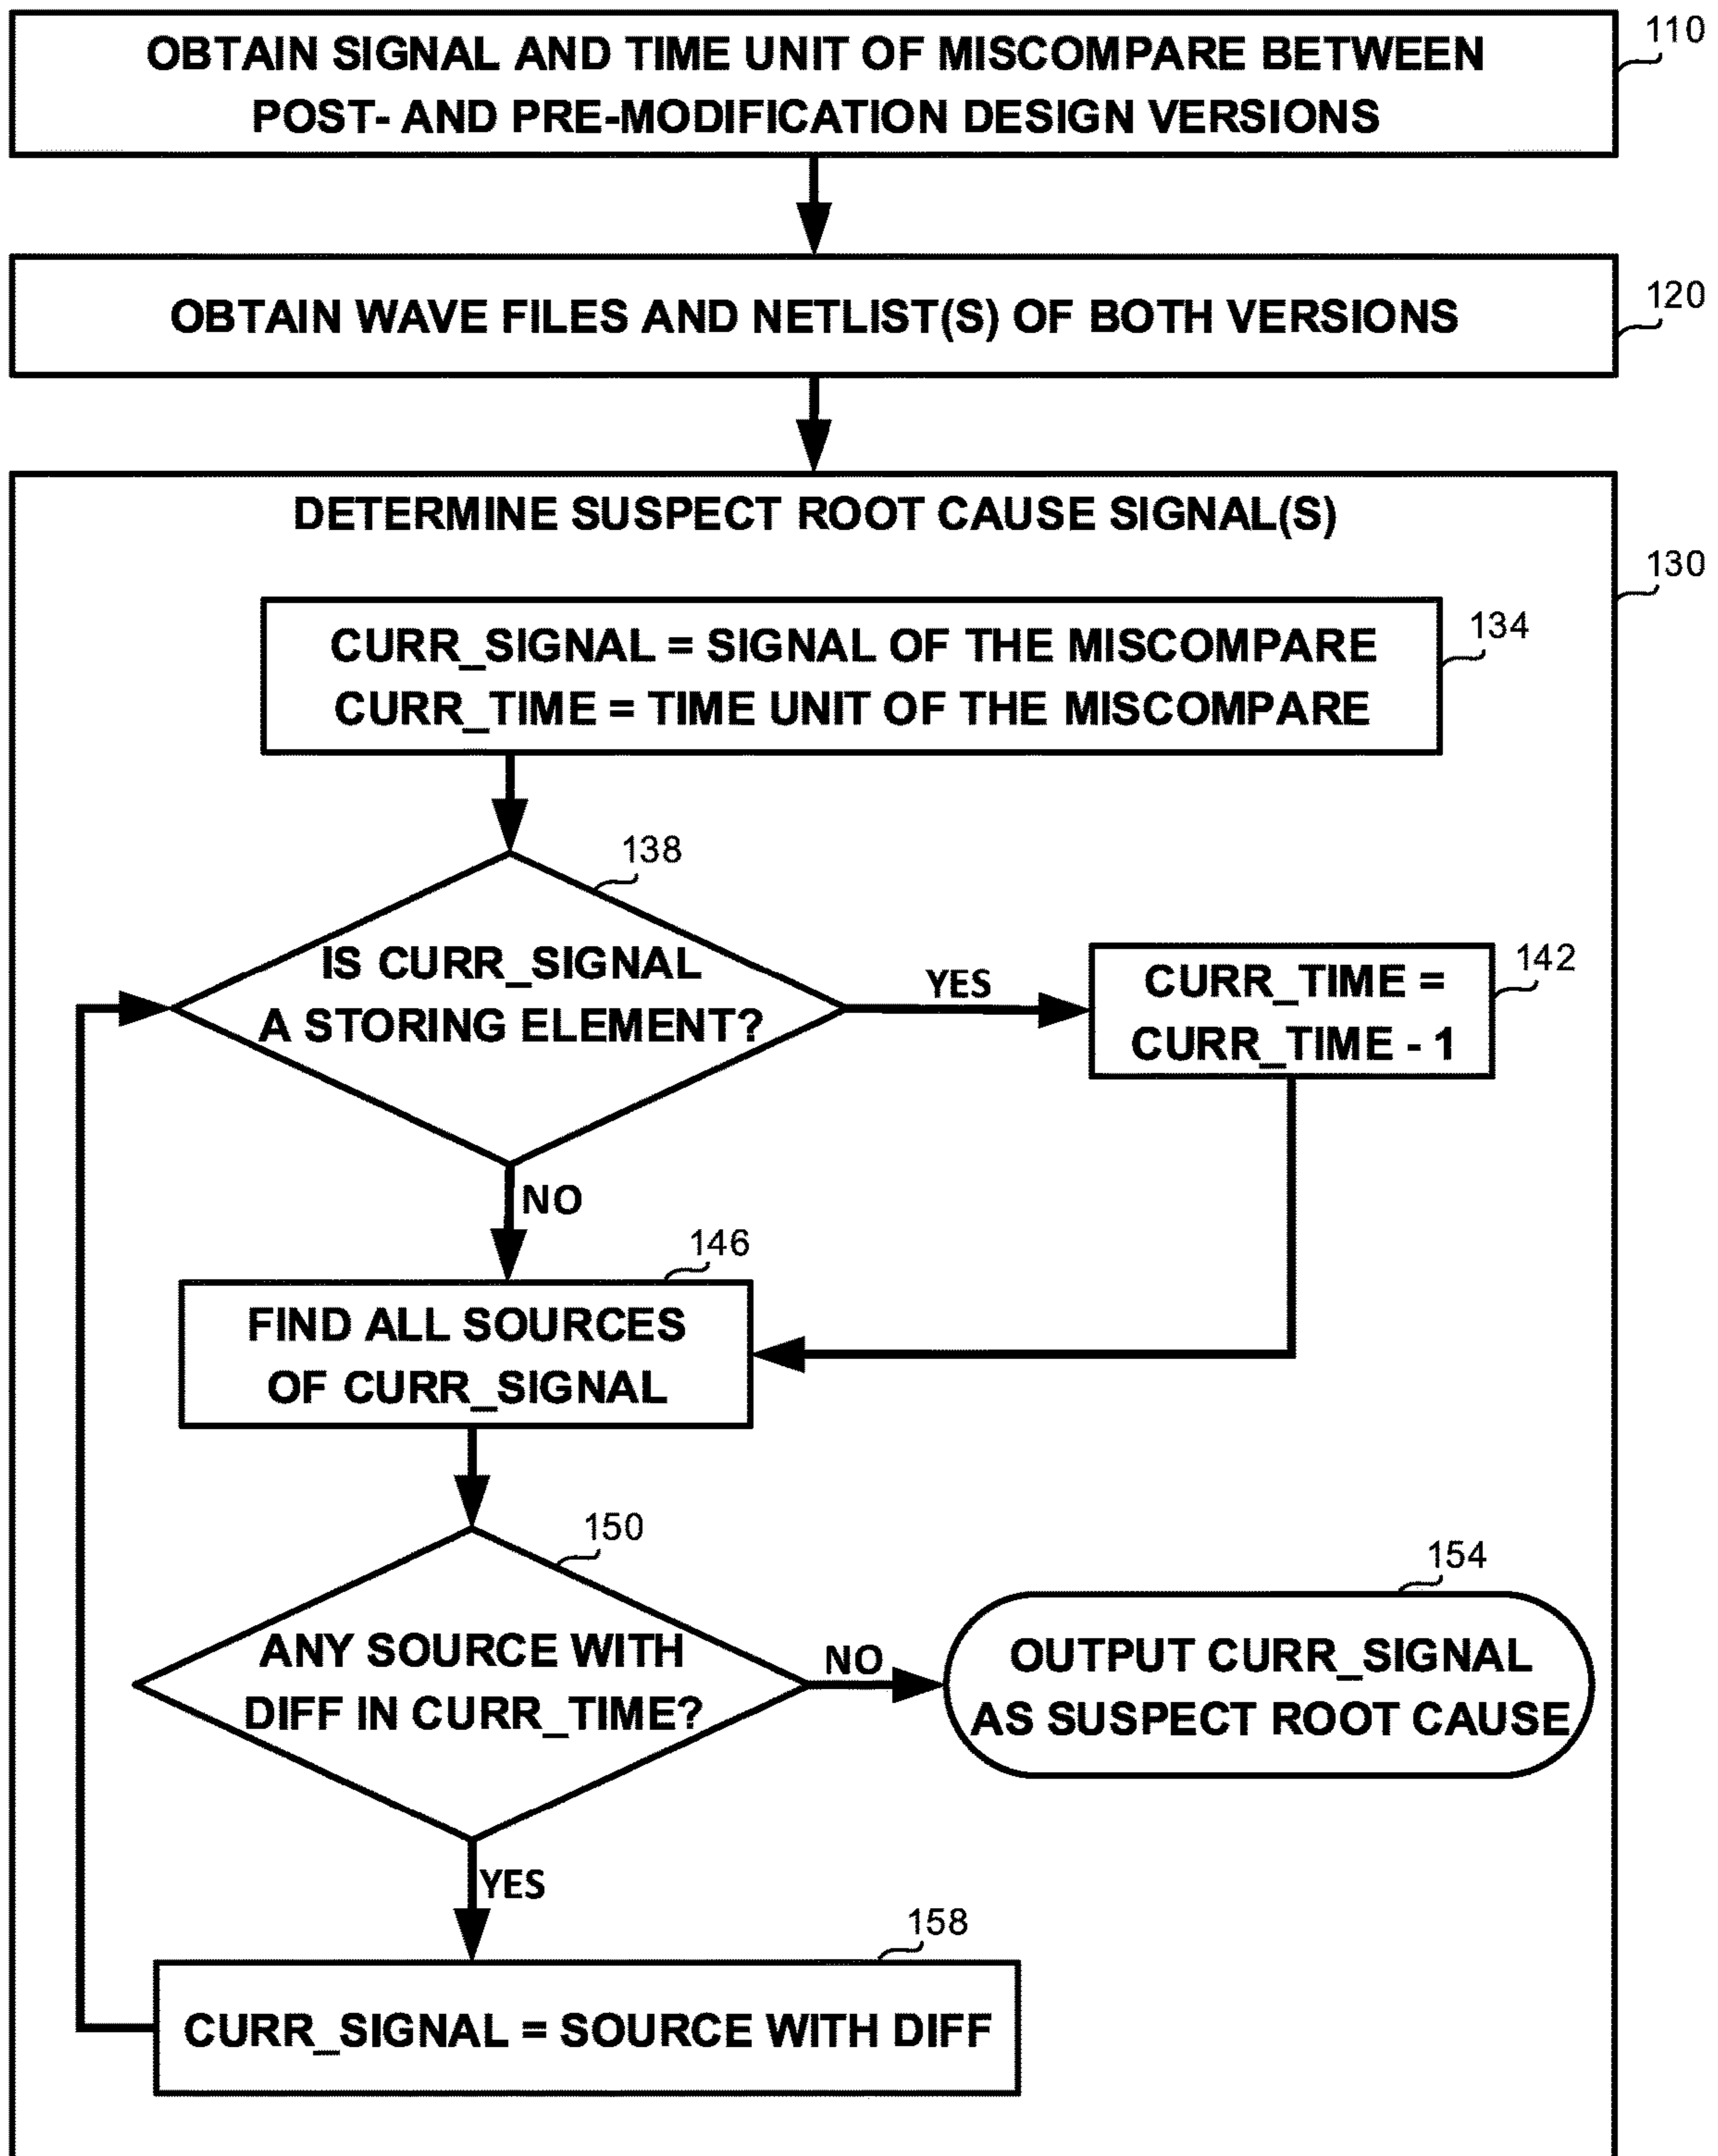 110
OBTAIN SIGNAL AND TIME UNIT OF MISCOMPARE BETWEEN
POST- AND PRE-MODIFICATION DESIGN VERSIONS
120
OBTAIN WAVE FILES AND NETLIST(S) OF BOTH VERSIONS
DETERMINE SUSPECT ROOT CAUSE SIGNAL(S)
130
134
CURR_SIGNAL = SIGNAL OF THE MISCOMPARE
CURR_TIME = TIME UNIT OF THE MISCOMPARE
138
IS CURR_SIGNAL
A STORING ELEMENT?
YES
142
CURR_TIME =
CURR_TIME - 1
NO
146
FIND ALL SOURCES
OF CURR_SIGNAL
150
ANY SOURCE WITH
DIFF IN CURR_TIME?
NO
154
OUTPUT CURR_SIGNAL
AS SUSPECT ROOT CAUSE
YES
158
CURR_SIGNAL = SOURCE WITH DIFF